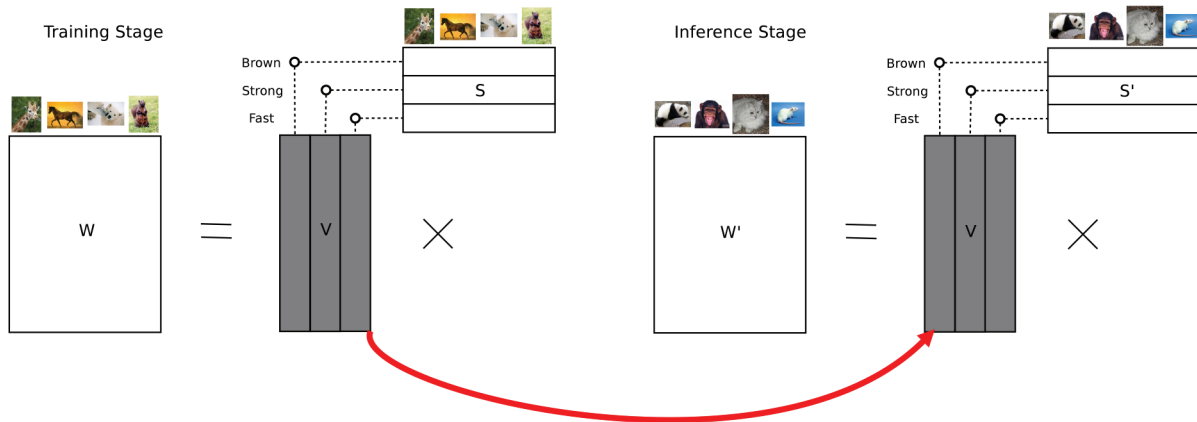 Training Stage
Brown
Strong
Fast
S
W
V
Inference Stage
Brown
Strong
Fast
S'
W'
V